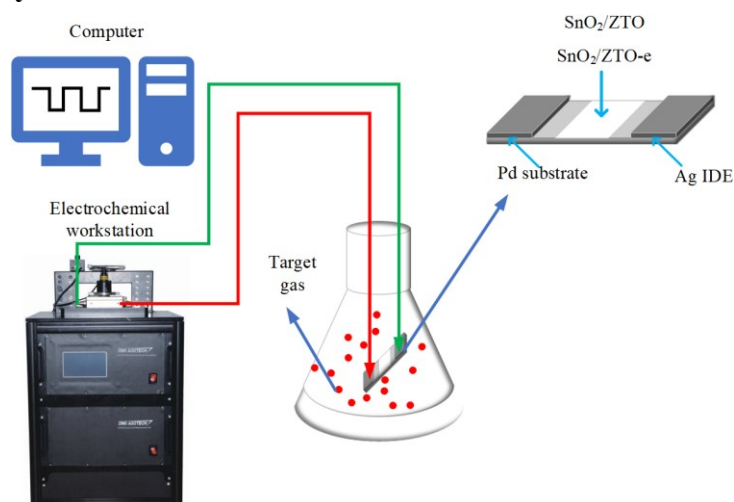 Computer
SnO₂/ZTO
SnO₂/ZTO-e
Pd substrate
Ag IDE
Electrochemical
workstation
Target
gas